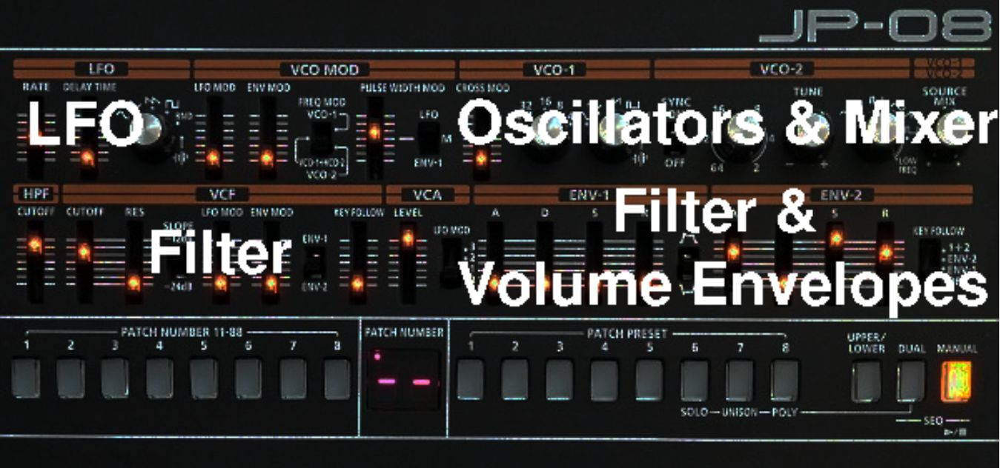 JP-08
LFO VCO MOD VCO-1 VCO-2 VCO-1
VCO-2
RATE DELAY TIME LFO MOD ENV MOD PULSE WIDTH MOD CROSS MOD TUNE SOURCE
MIX
FREQ MOD
VCO-1 LFO 16 SYNC
LFO Oscillators & Mixer
RND M
VCO-1+VCO-2 ENV-1 OFF LOW
FREQ
VCO-2 64 2 - +
HPF VCF VCA ENV-1 ENV-2
CUTOFF CUTOFF RES LFO MOD ENV MOD KEY FOLLOW LEVEL A D S S R
Filter &
SLOPE ENV-1 LFO MOD KEY FOLLOW
Filter
1+2
ENV-2
-24dB ENV-2
Volume Envelopes
PATCH NUMBER 11-88 PATCH NUMBER PATCH PRESET
1 2 3 4 5 6 7 8 1 2 3 4 5 6 7 8
UPPER/
LOWER DUAL MANUAL
SOLO UNISON POLY
SEQ